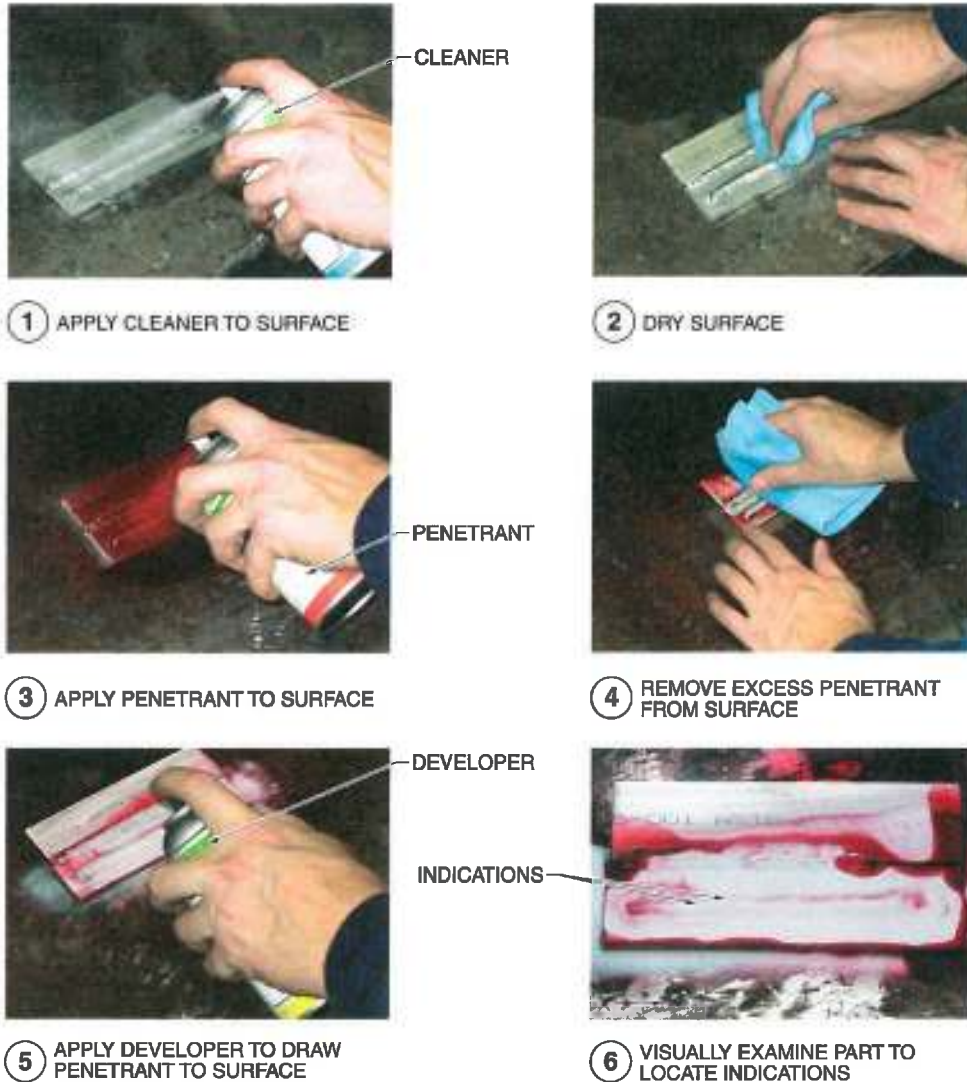 CLEANER
1 APPLY CLEANER TO SURFACE
2 DRY SURFACE
PENETRANT
3 APPLY PENETRANT TO SURFACE
4 REMOVE EXCESS PENETRANT
FROM SURFACE
DEVELOPER
INDICATIONS
5 APPLY DEVELOPER TO DRAW
PENETRANT TO SURFACE
6 VISUALLY EXAMINE PART TO
LOCATE INDICATIONS